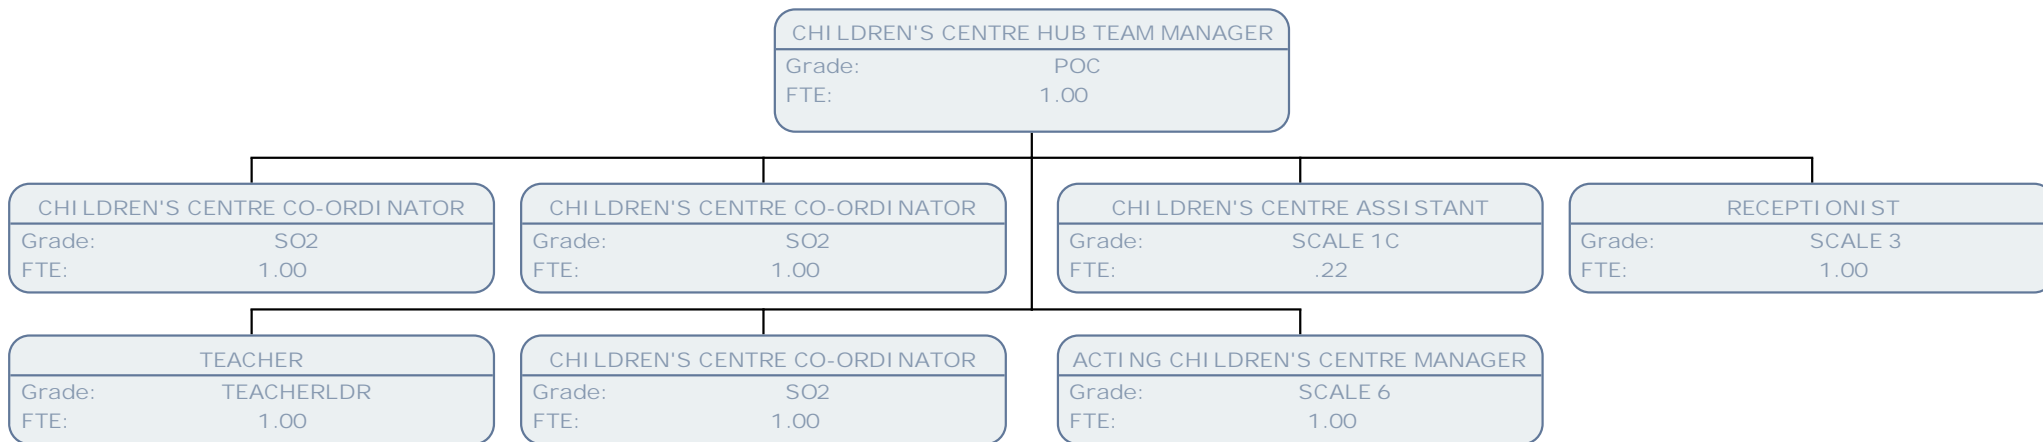 CHILDREN'S CENTRE HUB TEAM MANAGER
Grade: POC
FTE: 1.00
CHILDREN'S CENTRE CO-ORDINATOR
Grade: SO2
FTE: 1.00
CHILDREN'S CENTRE CO-ORDINATOR
Grade: SO2
FTE: 1.00
CHILDREN'S CENTRE ASSISTANT
Grade: SCALE 1C
FTE: .22
RECEPTIONIST
Grade: SCALE 3
FTE: 1.00
TEACHER
Grade: TEACHERLDR
FTE: 1.00
CHILDREN'S CENTRE CO-ORDINATOR
Grade: SO2
FTE: 1.00
ACTING CHILDREN'S CENTRE MANAGER
Grade: SCALE 6
FTE: 1.00